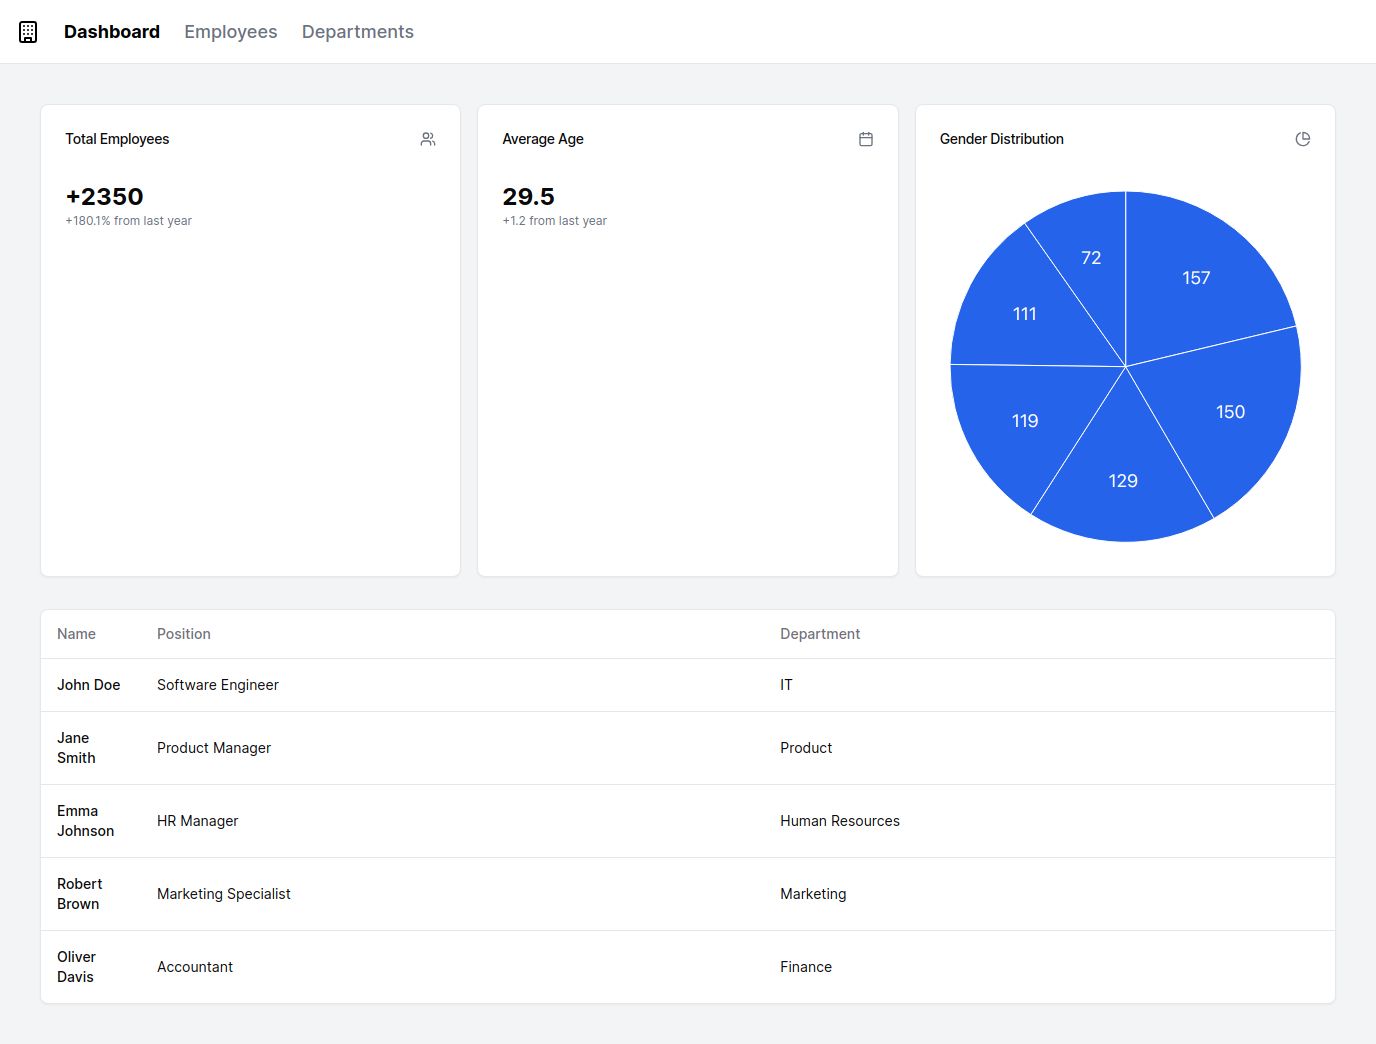 Dashboard Employees Departments
Total Employees
+2350
+180.1% from last year
Average Age
29.5
+1.2 from last year
Gender Distribution
72
157
111
150
119
129
Name Position Department
John Doe Software Engineer IT
Jane
Smith
Product Manager Product
Emma
Johnson
HR Manager Human Resources
Robert
Brown
Marketing Specialist Marketing
Oliver
Davis
Accountant Finance